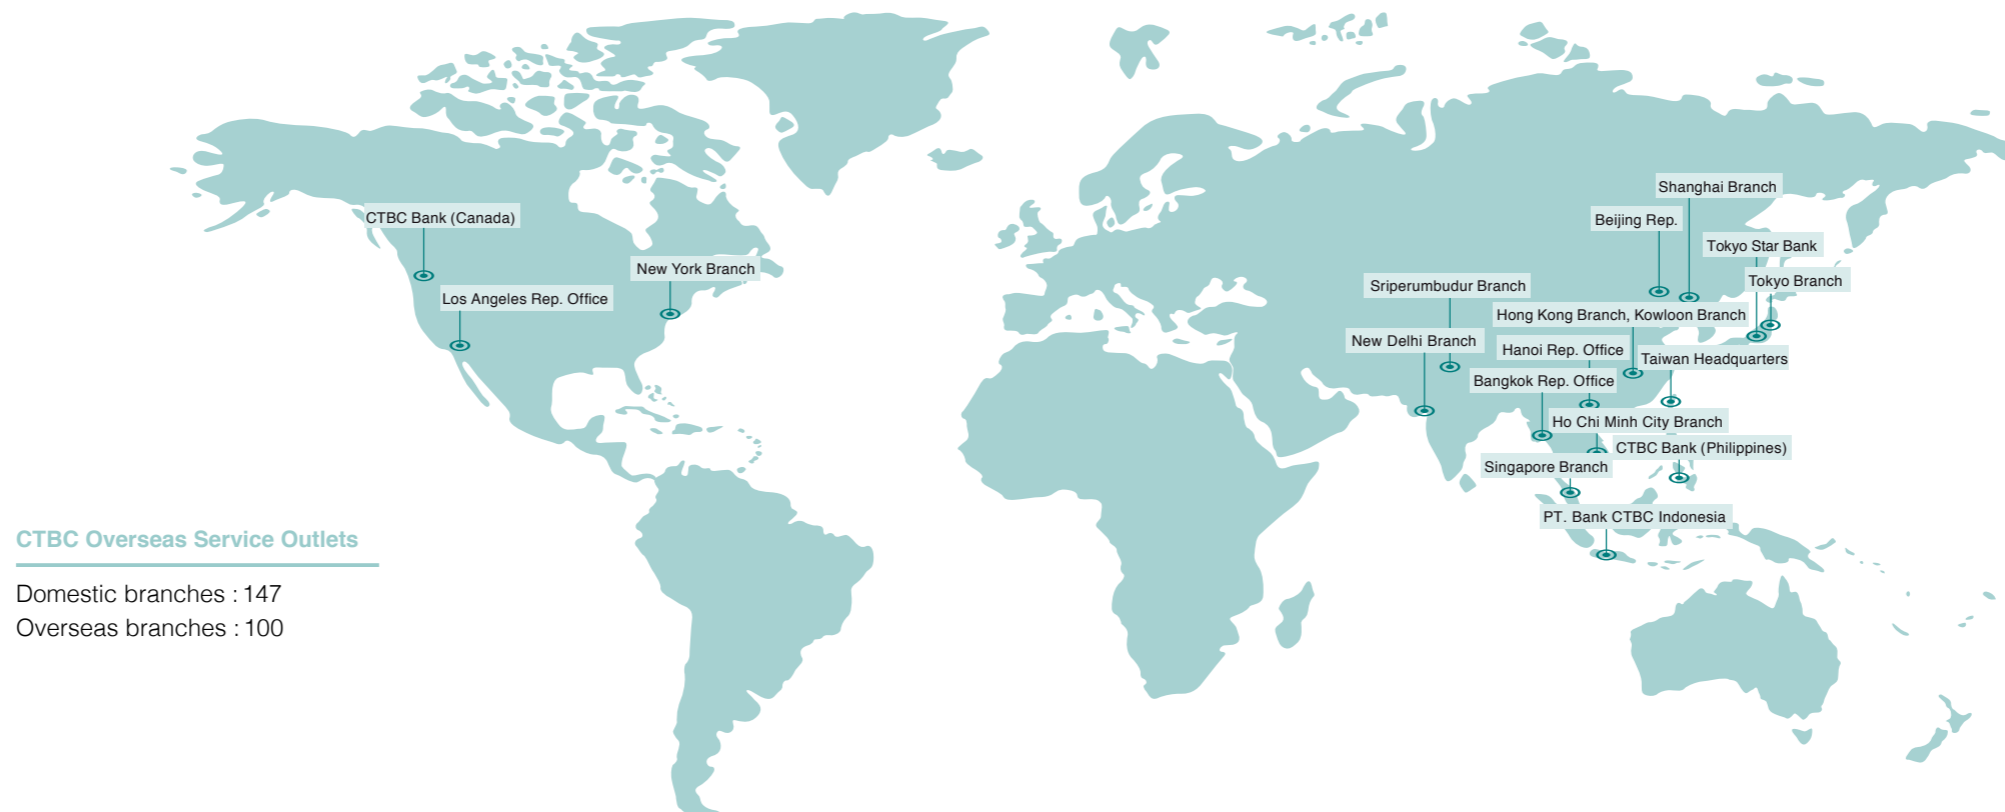 Shanghai Branch
CTBC Bank (Canada)
Beijing Rep.
Tokyo Star Bank
New York Branch
Tokyo Branch
Sriperumbudur Branch
Los Angeles Rep. Office
Hong Kong Branch, Kowloon Branch
New Delhi Branch
Hanoi Rep. Office
Taiwan Headquarters
Bangkok Rep. Office
Ho Chi Minh City Branch
CTBC Bank (Philippines)
Singapore Branch
PT. Bank CTBC Indonesia
CTBC Overseas Service Outlets
Domestic branches : 147
Overseas branches : 100